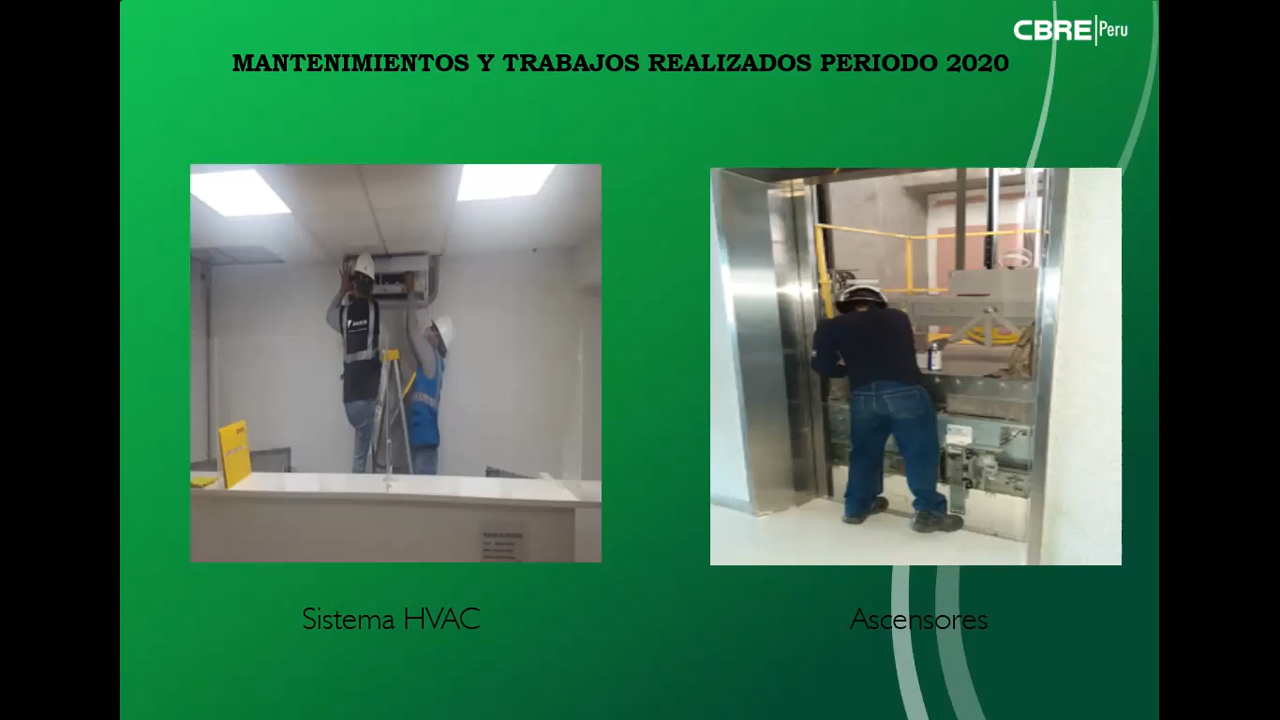 CBRE Peru
MANTENIMIENTOS Y TRABAJOS REALIZADOS PERIODO 2020
Sistema HVAC
Ascensores